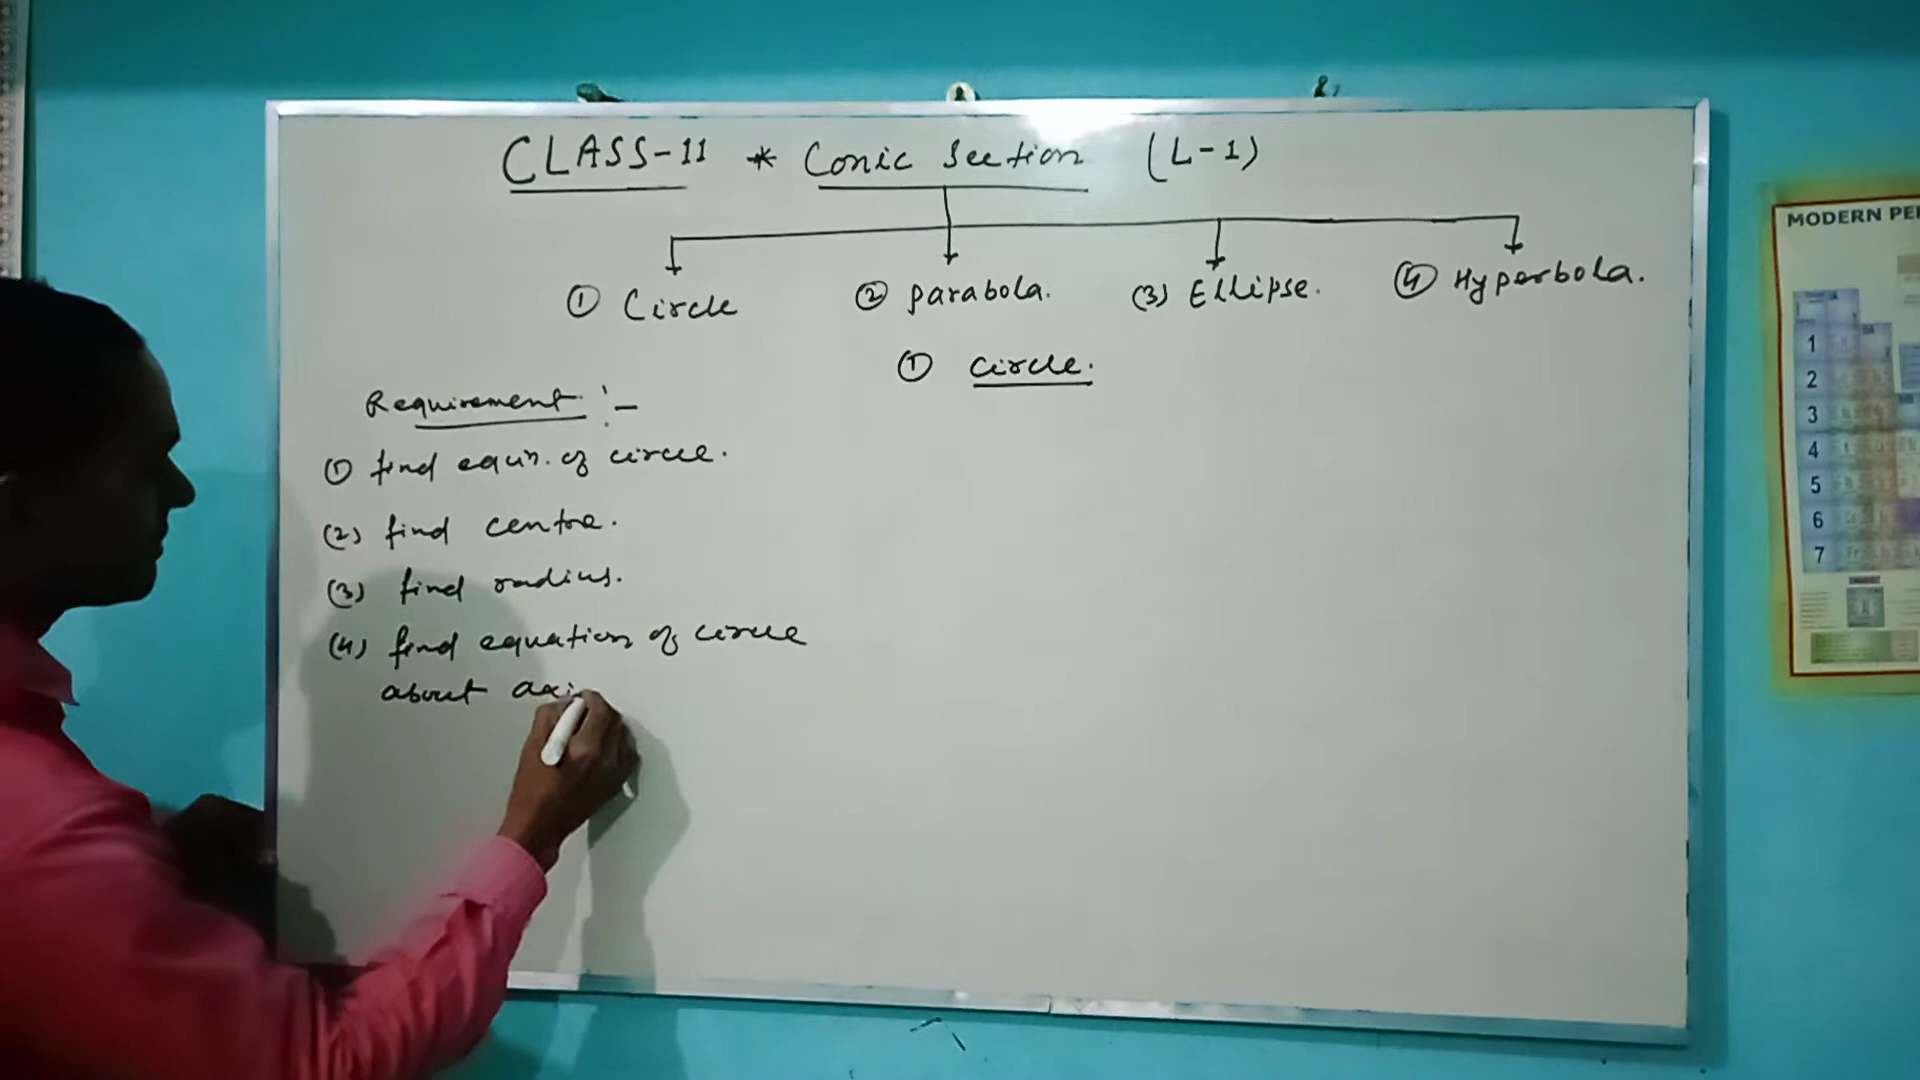 CLASS-11 * Conic Section (L-1)
① Circle ② parabola. (3) Ellipse. ④ Hyperbola.
① circle.
Requirement :-
① find equn. of circle.
(2) find centre.
(3) find radius.
(4) find equation of circle
about axi
MODERN PE
1
2
3
4
5
6
7